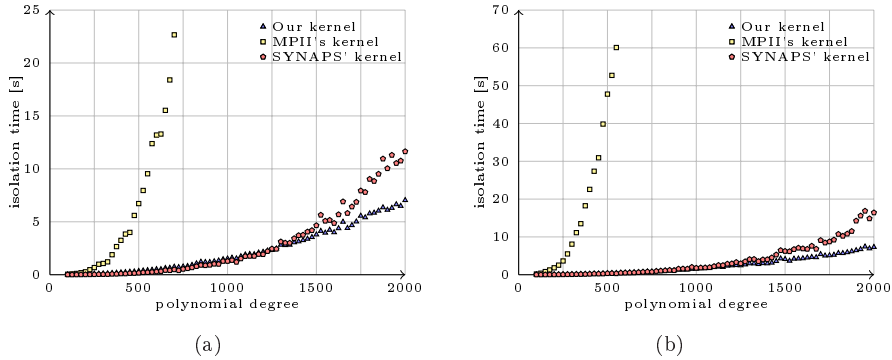 25
20
15
10
5
0
isolation time [s]
Our kernel
MPII's kernel
SYNAPS' kernel
0
500
1000
1500
2000
polynomial degree
(a)
70
60
50
40
30
20
10
0
isolation time [s]
Our kernel
MPII's kernel
SYNAPS' kernel
0
500
1000
1500
2000
polynomial degree
(b)